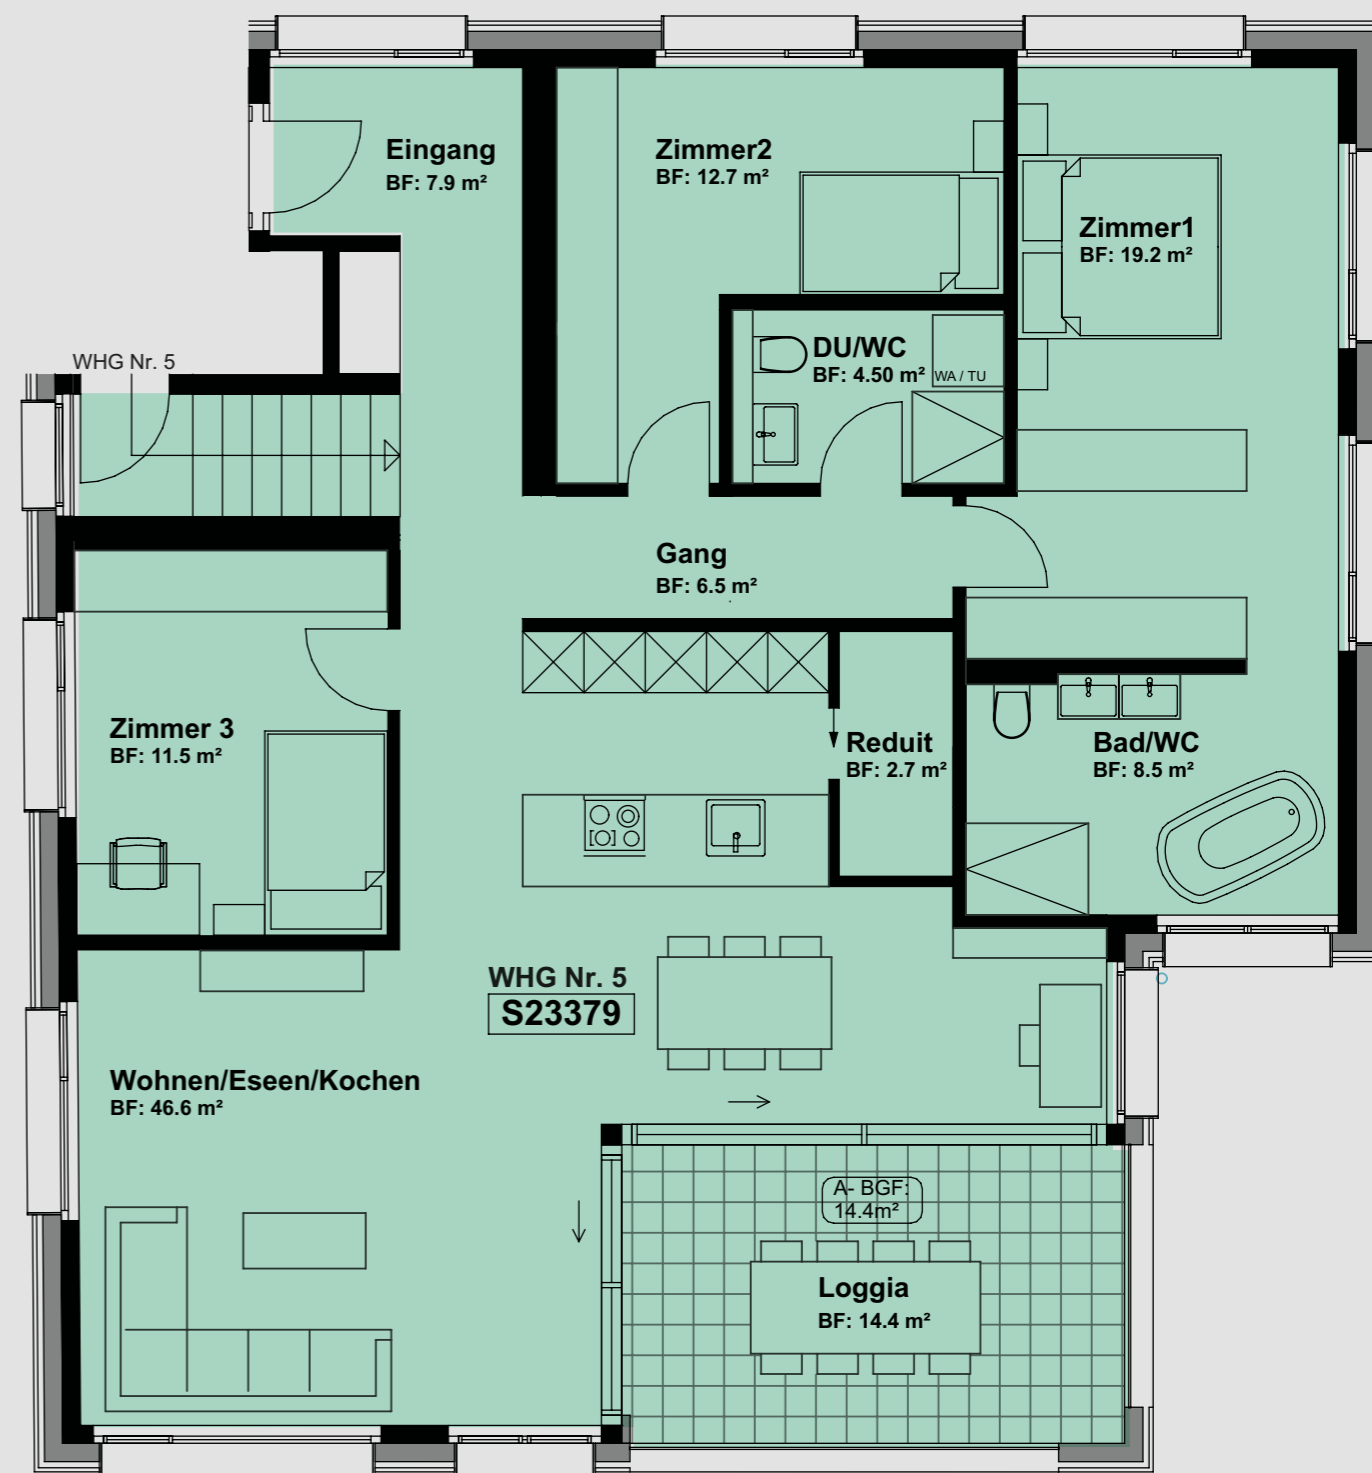 Eingang
BF: 7.9 m²
Zimmer2
BF: 12.7 m²
Zimmer1
BF: 19.2 m²
WHG Nr. 5
DU/WC
BF: 4.50 m²
WA / TU
Gang
BF: 6.5 m²
Zimmer 3
BF: 11.5 m²
Reduit
BF: 2.7 m²
Bad/WC
BF: 8.5 m²
WHG Nr. 5
S23379
Wohnen/Eseen/Kochen
BF: 46.6 m²
A- BGF:
14.4m²
Loggia
BF: 14.4 m²